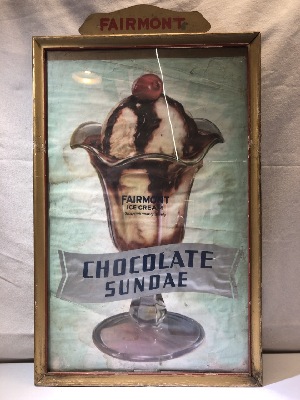 FAIRMONT
FAIRMONT
ICE CREAM
CHOCOLATE
SUNDAE